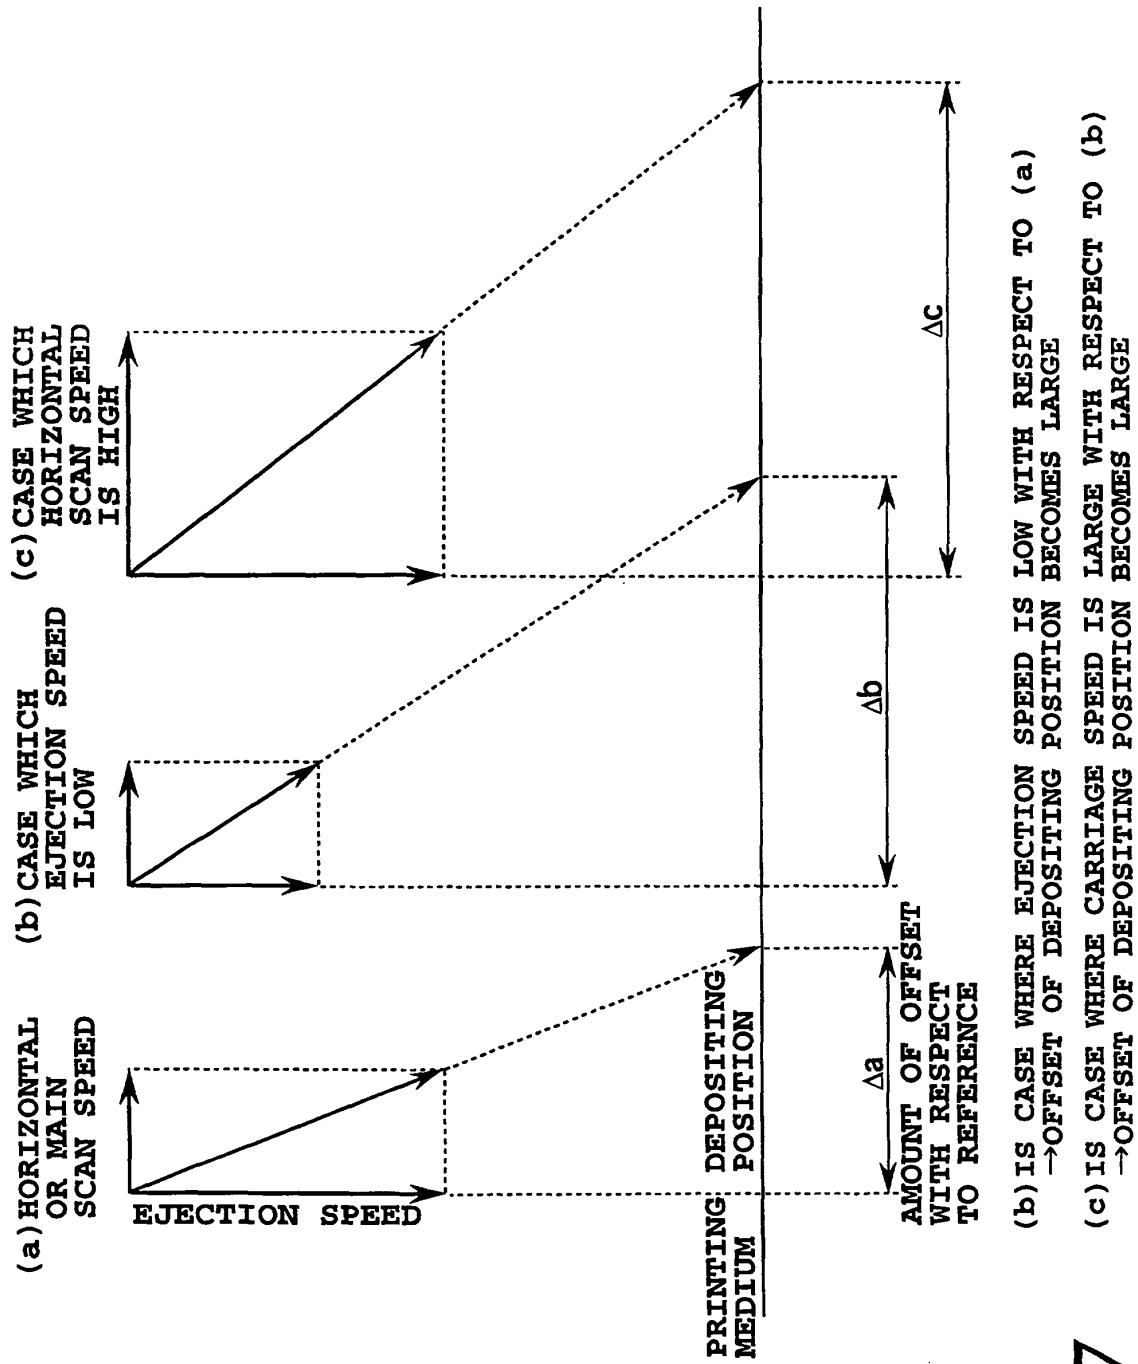 (a) HORIZONTAL
OR MAIN
SCAN SPEED
EJECTION SPEED
(b) CASE WHICH
EJECTION SPEED
IS LOW
(c) CASE WHICH
HORIZONTAL
SCAN SPEED
IS HIGH
PRINTING
MEDIUM
DEPOSITING
POSITION
Δa
Δb
Δc
AMOUNT OF OFFSET
WITH RESPECT
TO REFERENCE
(b) IS CASE WHERE EJECTION SPEED IS LOW WITH RESPECT TO (a)
→OFFSET OF DEPOSITING POSITION BECOMES LARGE
(c) IS CASE WHERE CARRIAGE SPEED IS LARGE WITH RESPECT TO (b)
→OFFSET OF DEPOSITING POSITION BECOMES LARGE
7